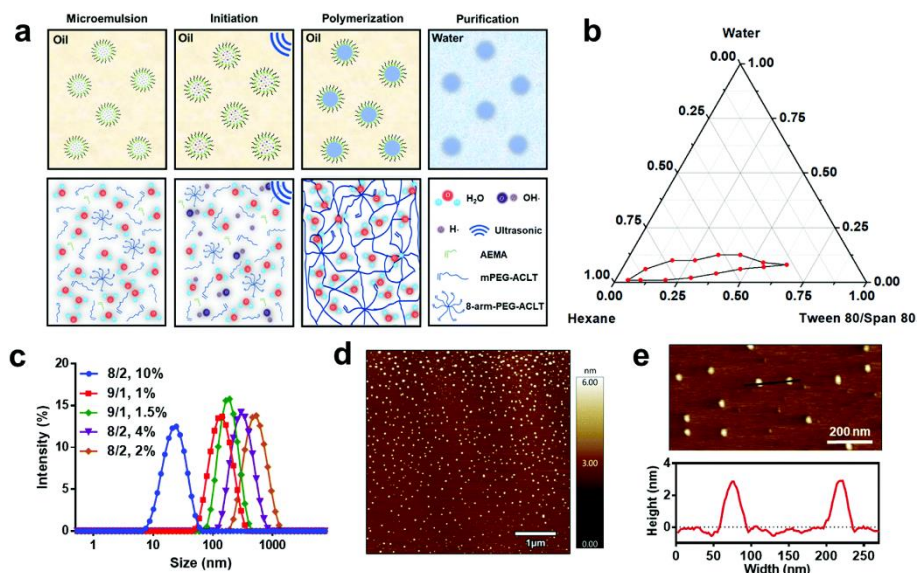 a
Microemulsion
Initiation
Polymerization
Purification
Oil
Oil
Oil
Water
H₂O
OH·
H·
Ultrasonic
AEMA
mPEG-ACLT
8-arm-PEG-ACLT
b
Water
0.00 1.00
0.25 0.75
0.50 0.50
0.75 0.25
1.00 0.00
0.00 0.25 0.50 0.75 1.00
Hexane Tween 80/Span 80
c
20
15
10
5
0
Intensity (%)
8/2, 10%
9/1, 1%
9/1, 1.5%
8/2, 4%
8/2, 2%
1 10 100 1000
Size (nm)
d
nm
6.00
3.00
0.00
1µm
e
200 nm
4
2
0
Height (nm)
0 50 100 150 200 250
Width (nm)